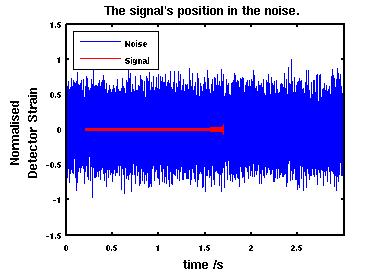 The signal's position in the noise.
1.5
Noise
Signal
1
0.5
0
-0.5
-1
-1.5
Normalised
Detector Strain
0
0.5
1
1.5
2
2.5
time /s